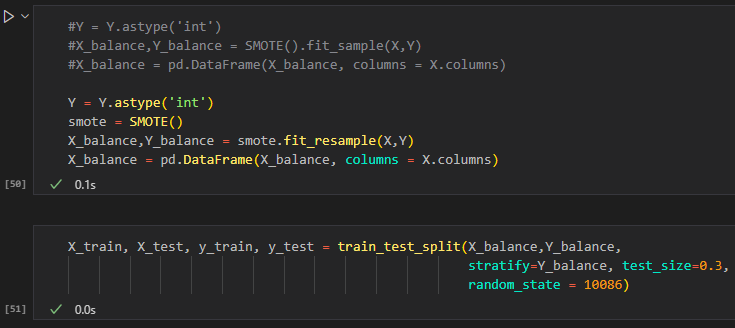 #Y = Y.astype('int')
#X_balance,Y_balance = SMOTE().fit_sample(X,Y)
#X_balance = pd.DataFrame(X_balance, columns = X.columns)
Y = Y.astype('int')
smote = SMOTE()
X_balance,Y_balance = smote.fit_resample(X,Y)
X_balance = pd.DataFrame(X_balance, columns = X.columns)
[50] 0.1s
X_train, X_test, y_train, y_test = train_test_split(X_balance,Y_balance,
stratify=Y_balance, test_size=0.3,
random_state = 10086)
[51] 0.0s